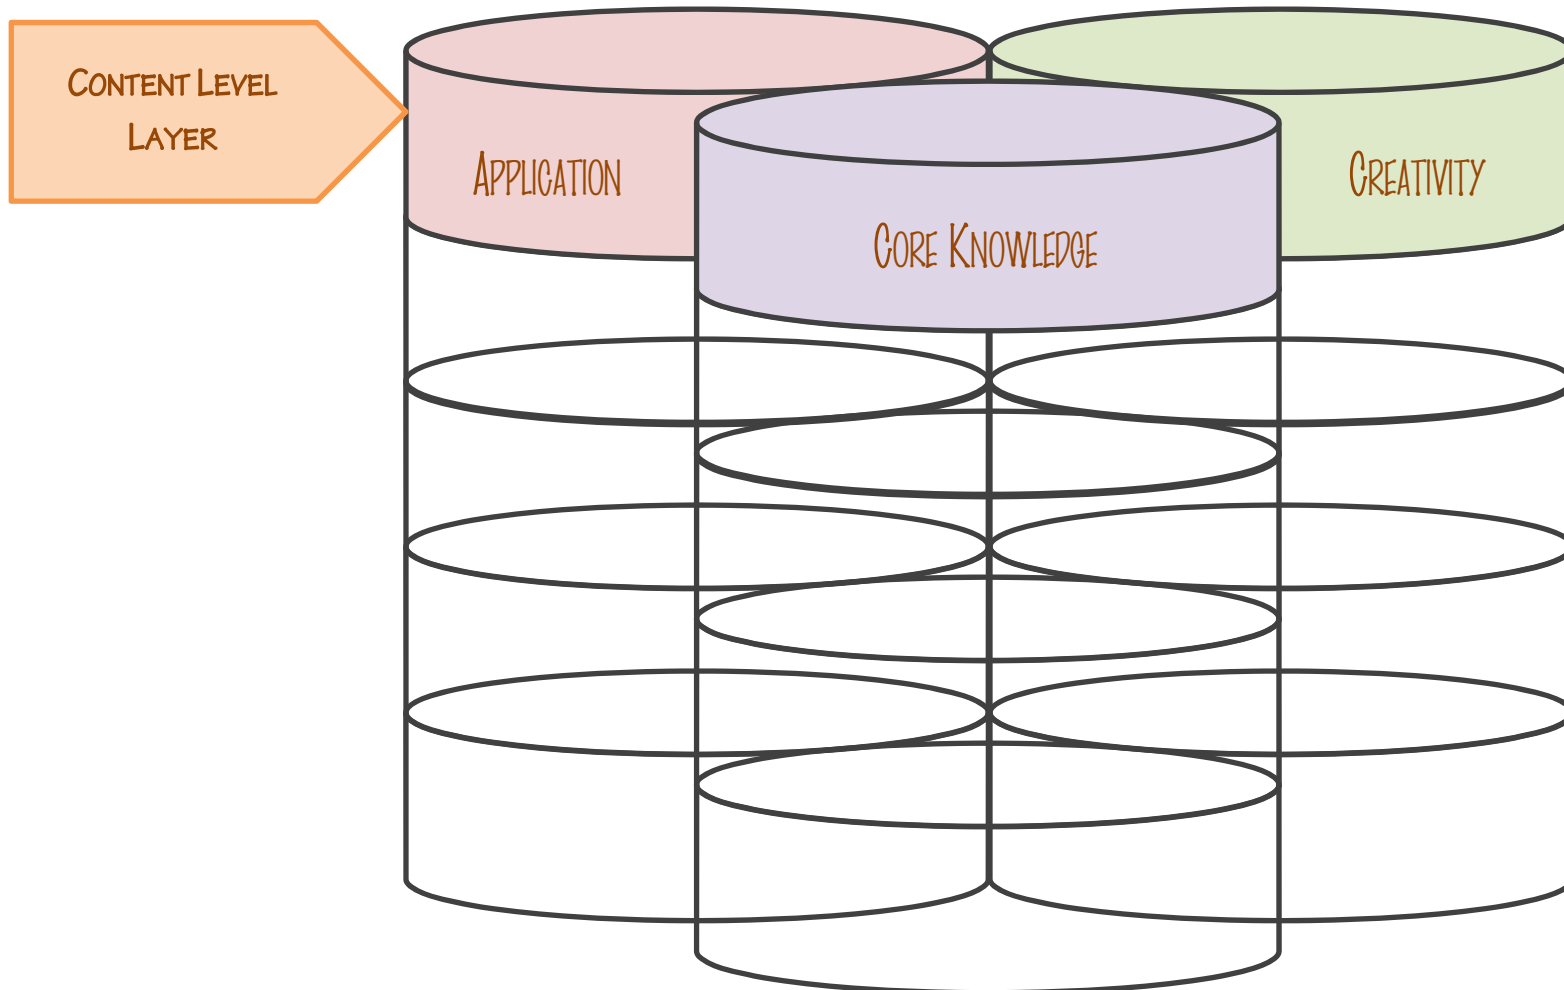 Content Level
Layer
Application
Creativity
Core Knowledge